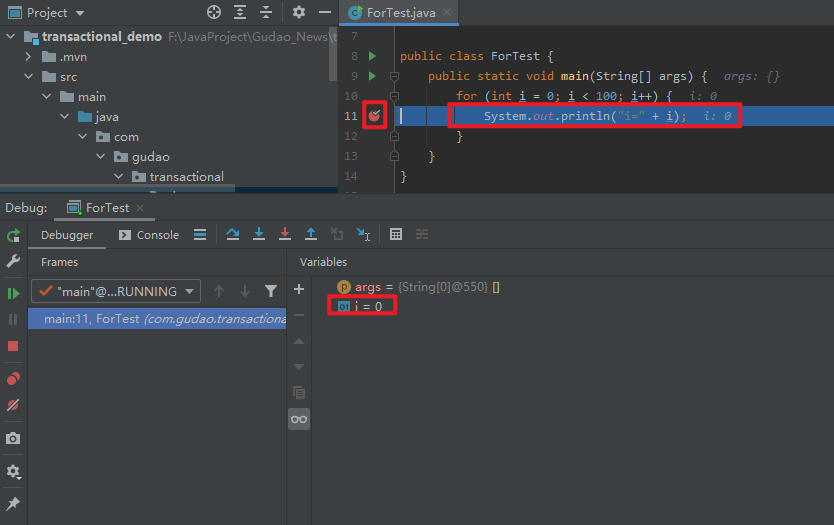 Project
transactional_demo F:\JavaProject\Gudao_News\t
.mvn
src
main
java
com
gudao
transactional
ForTest.java
7
8 public class ForTest {
9 public static void main(String[] args) { args: {}
10 for (int i = 0; i < 100; i++) { i: 0
11 System.out.println("i=" + i); i: 0
12 }
13 }
14 }
Debug: ForTest
Debugger Console
Frames
Variables
"main"@...RUNNING
main:11, ForTest (com.gudao.transactiona
p args = {String[0]@550} []
01 i = 0